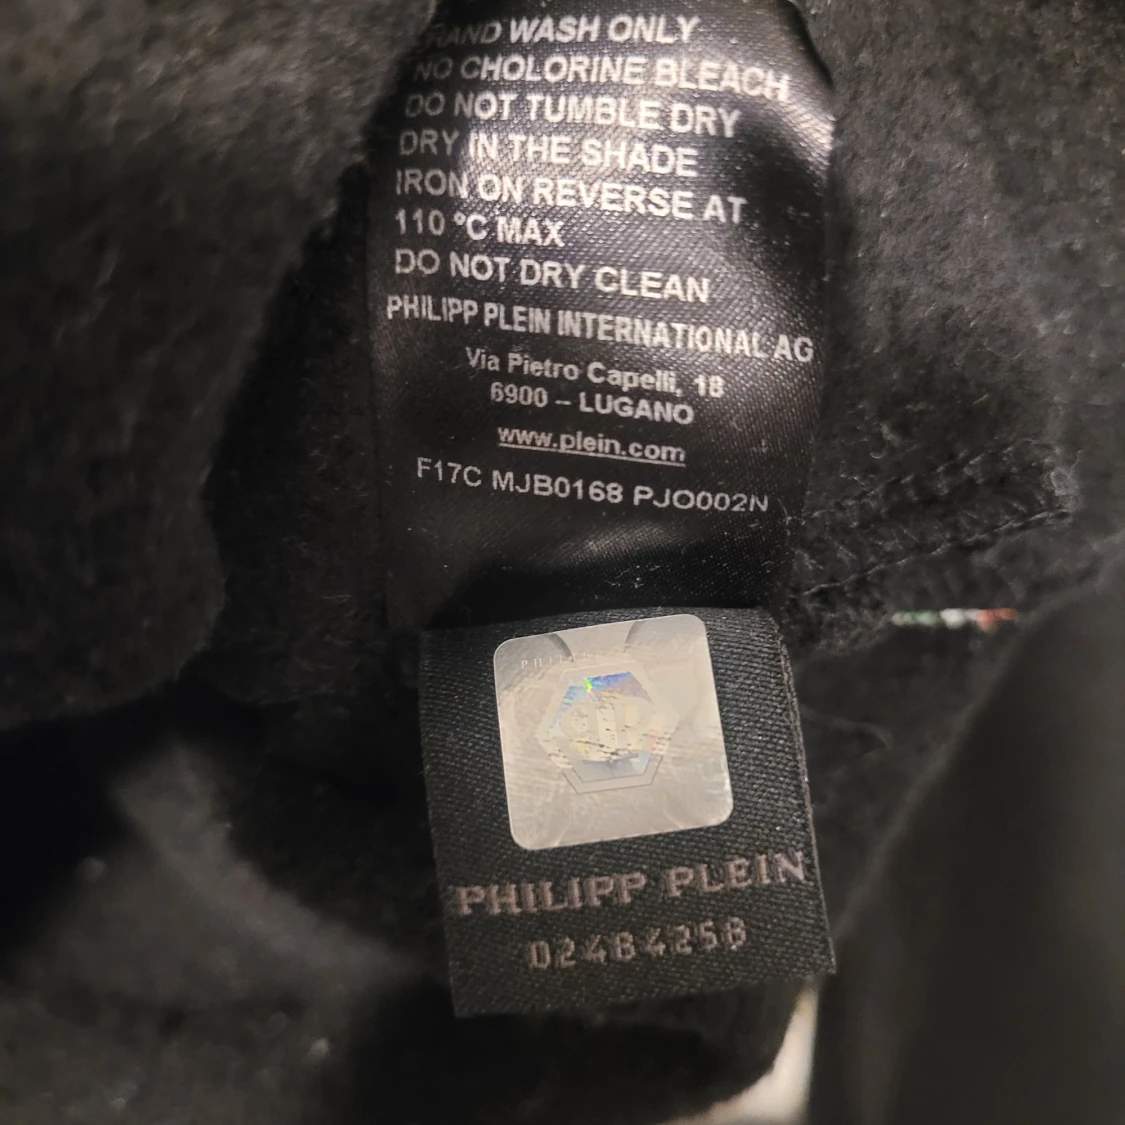 HAND WASH ONLY
NO CHOLORINE BLEACH
DO NOT TUMBLE DRY
DRY IN THE SHADE
IRON ON REVERSE AT
110 °C MAX
DO NOT DRY CLEAN
PHILIPP PLEIN INTERNATIONAL AG
Via Pietro Capelli, 18
6900 – LUGANO
www.plein.com
F17C MJB0168 PJO002N
PHILIPP PLEIN